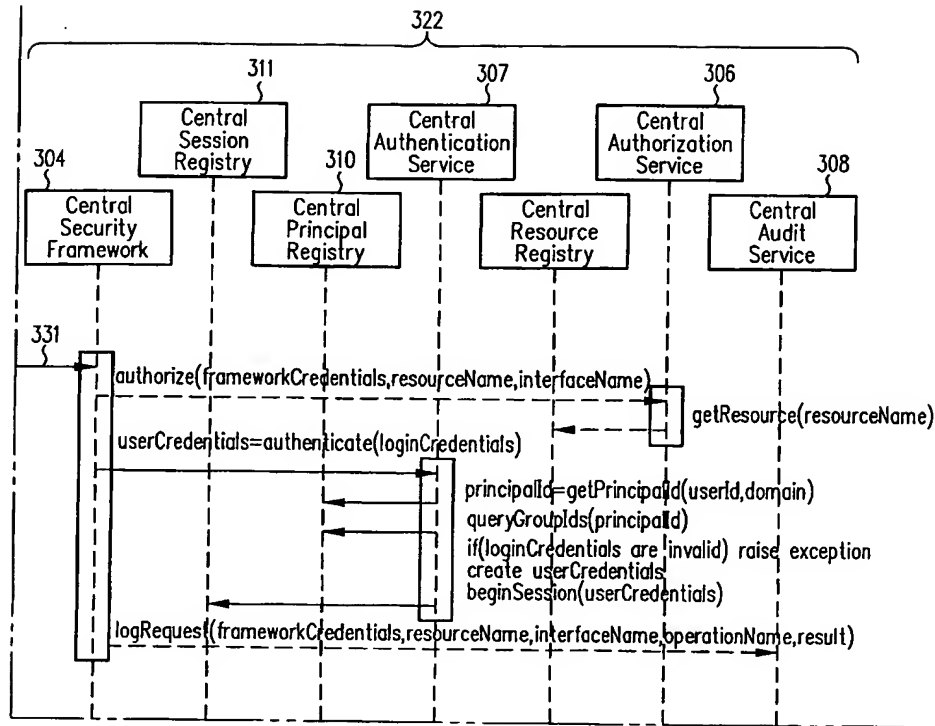 322
311
307
306
Central
Session
Registry
Central
Authentication
Service
Central
Authorization
Service
304
310
308
Central
Security
Framework
Central
Principal
Registry
Central
Resource
Registry
Central
Audit
Service
331
authorize(frameworkCredentials,resourceName,interfaceName)
getResource(resourceName)
userCredentials=authenticate(loginCredentials)
principalId=getPrincipalId(userId,domain)
queryGroupIds(principalId)
if(loginCredentials are invalid) raise exception
create userCredentials
beginSession(userCredentials)
logRequest(frameworkCredentials,resourceName,interfaceName,operationName,result)